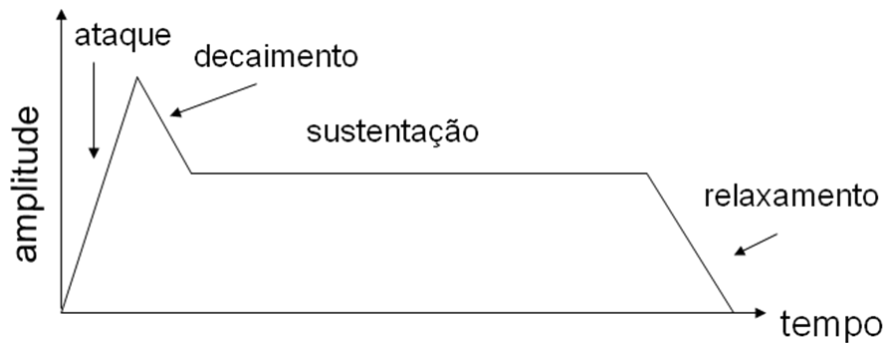 ataque
decaimento
sustentação
relaxamento
amplitude
tempo